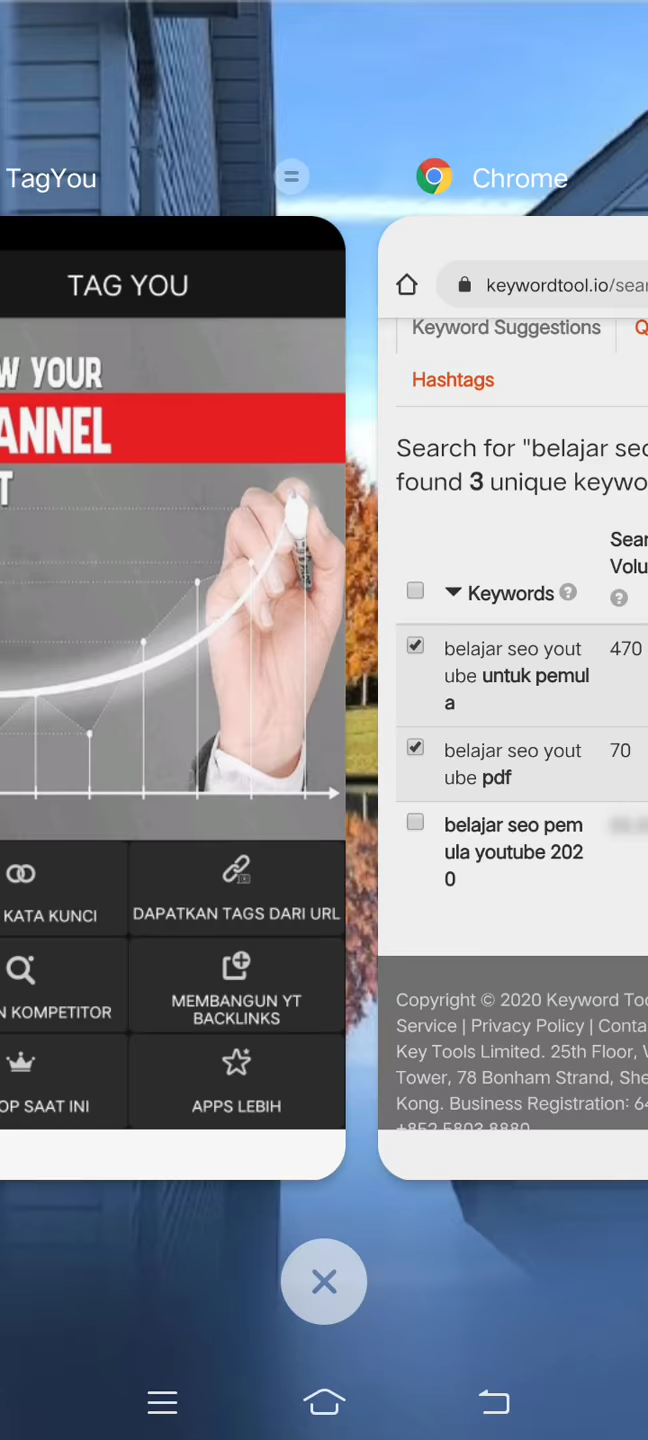 TagYou
TAG YOU
W YOUR
ANNEL
T
KATA KUNCI
DAPATKAN TAGS DARI URL
N KOMPETITOR
MEMBANGUN YT
BACKLINKS
OP SAAT INI
APPS LEBIH
Chrome
keywordtool.io/sear
Keyword Suggestions
Q
Hashtags
Search for "belajar seo
found 3 unique keywo
Sear
Volu
Keywords
belajar seo yout
ube untuk pemul
a
470
belajar seo yout
ube pdf
70
belajar seo pem
ula youtube 202
0
Copyright © 2020 Keyword Too
Service | Privacy Policy | Conta
Key Tools Limited. 25th Floor, W
Tower, 78 Bonham Strand, She
Kong. Business Registration: 64
+852 5803 8880